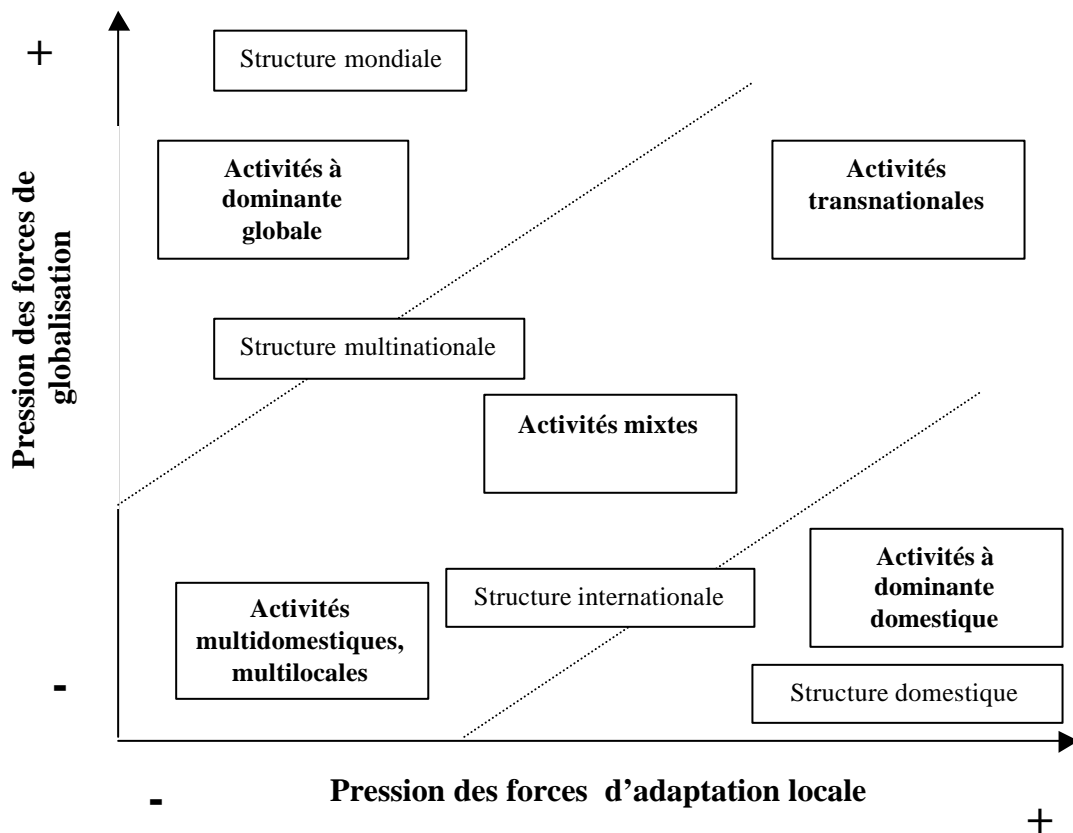 +
Structure mondiale
Activités à
dominante
globale
Activités
transnationales
Pression des forces de
globalisation
Structure multinationale
Activités mixtes
Activités
multidomestiques,
multilocales
Structure internationale
Activités à
dominante
domestique
Structure domestique
-
-
Pression des forces d’adaptation locale
+